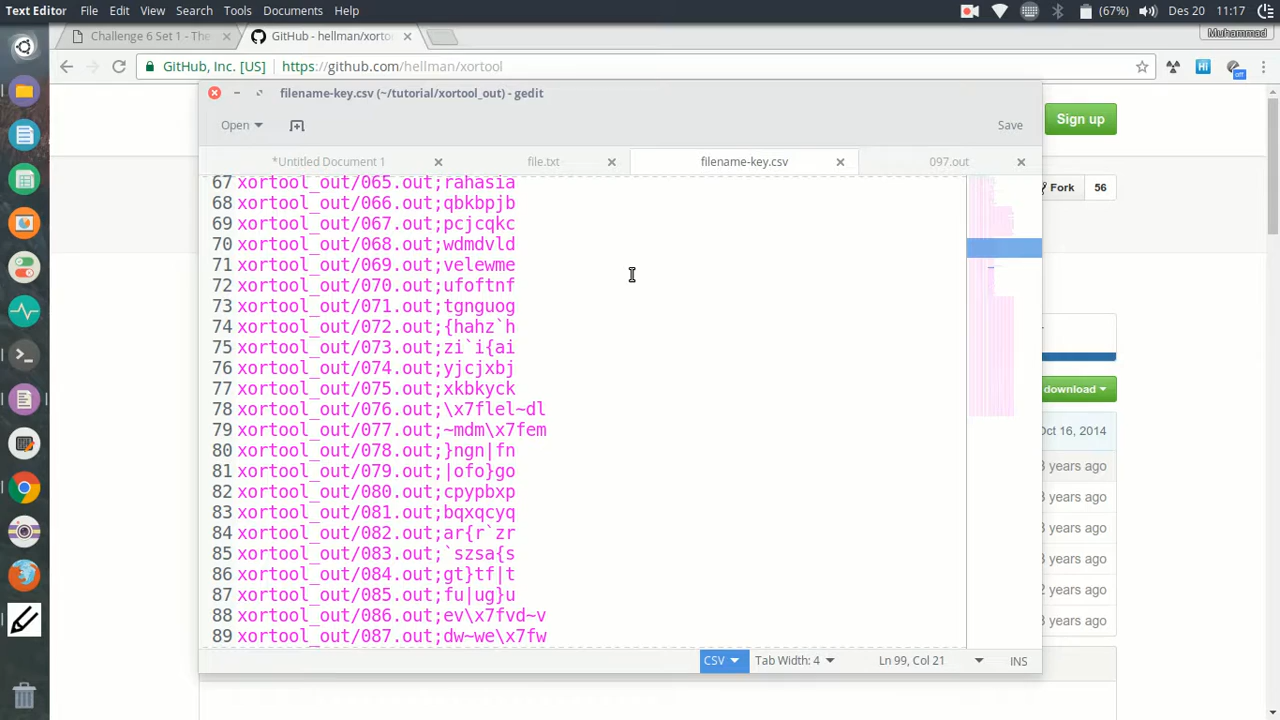 Text Editor File Edit View Search Tools Documents Help (67%) Des 20 11:17
Challenge 6 Set 1 - The GitHub - hellman/xorto Muhammad
GitHub, Inc. [US] https://github.com/hellman/xortool Hi off
filename-key.csv (~/tutorial/xortool_out) - gedit
Open Save Sign up
*Untitled Document 1 file.txt filename-key.csv 097.out
67 xortool_out/065.out;rahasia Fork 56
68 xortool_out/066.out;qbkbpjb
69 xortool_out/067.out;pcjcqkc
70 xortool_out/068.out;wdmdvld
71 xortool_out/069.out;velewme
72 xortool_out/070.out;ufoftnf
73 xortool_out/071.out;tgnguog
74 xortool_out/072.out;{hahz`h
75 xortool_out/073.out;zi`i{ai
76 xortool_out/074.out;yjcjxbj
77 xortool_out/075.out;xkbkyck download
78 xortool_out/076.out;\x7flel~dl
79 xortool_out/077.out;~mdm\x7fem Oct 16, 2014
80 xortool_out/078.out;}ngn|fn
81 xortool_out/079.out;|ofo}go 3 years ago
82 xortool_out/080.out;cpypbxp 3 years ago
83 xortool_out/081.out;bqxqcyq
84 xortool_out/082.out;ar{r`zr 3 years ago
85 xortool_out/083.out;`szsa{s 3 years ago
86 xortool_out/084.out;gt}tf|t
87 xortool_out/085.out;fu|ug}u 2 years ago
88 xortool_out/086.out;ev\x7fvd~v 3 years ago
89 xortool_out/087.out;dw~we\x7fw
CSV Tab Width: 4 Ln 99, Col 21 INS